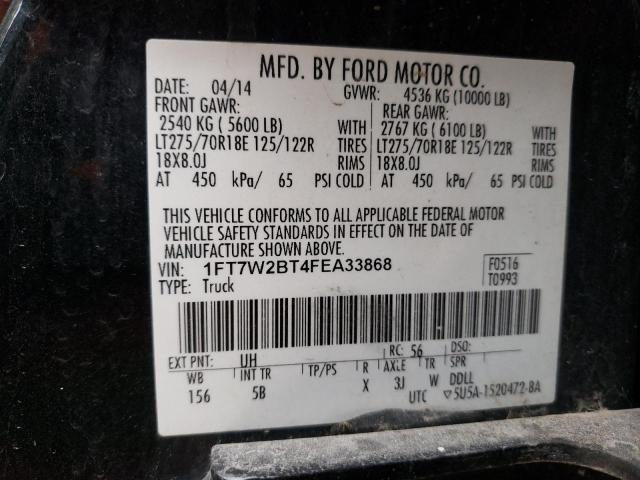 MFD. BY FORD MOTOR CO.
DATE: 04/14 GVWR: 4536 KG (10000 LB)
FRONT GAWR: REAR GAWR:
2540 KG (5600 LB) WITH 2767 KG (6100 LB) WITH
LT275/70R18E 125/122R TIRES LT275/70R18E 125/122R TIRES
18X8.0J RIMS 18X8.0J RIMS
AT 450 kPa/ 65 PSI COLD AT 450 kPa/ 65 PSI COLD
THIS VEHICLE CONFORMS TO ALL APPLICABLE FEDERAL MOTOR
VEHICLE SAFETY STANDARDS IN EFFECT ON THE DATE OF
MANUFACTURE SHOWN ABOVE.
VIN: 1FT7W2BT4FEA33868 F0516
TYPE: Truck T0993
EXT PNT: UH RC: 56 DSO:
WB INT TR TP/PS R AXLE TR SPR
156 5B X 3J W DDLL
UTC ▽5U5A-1520472-BA